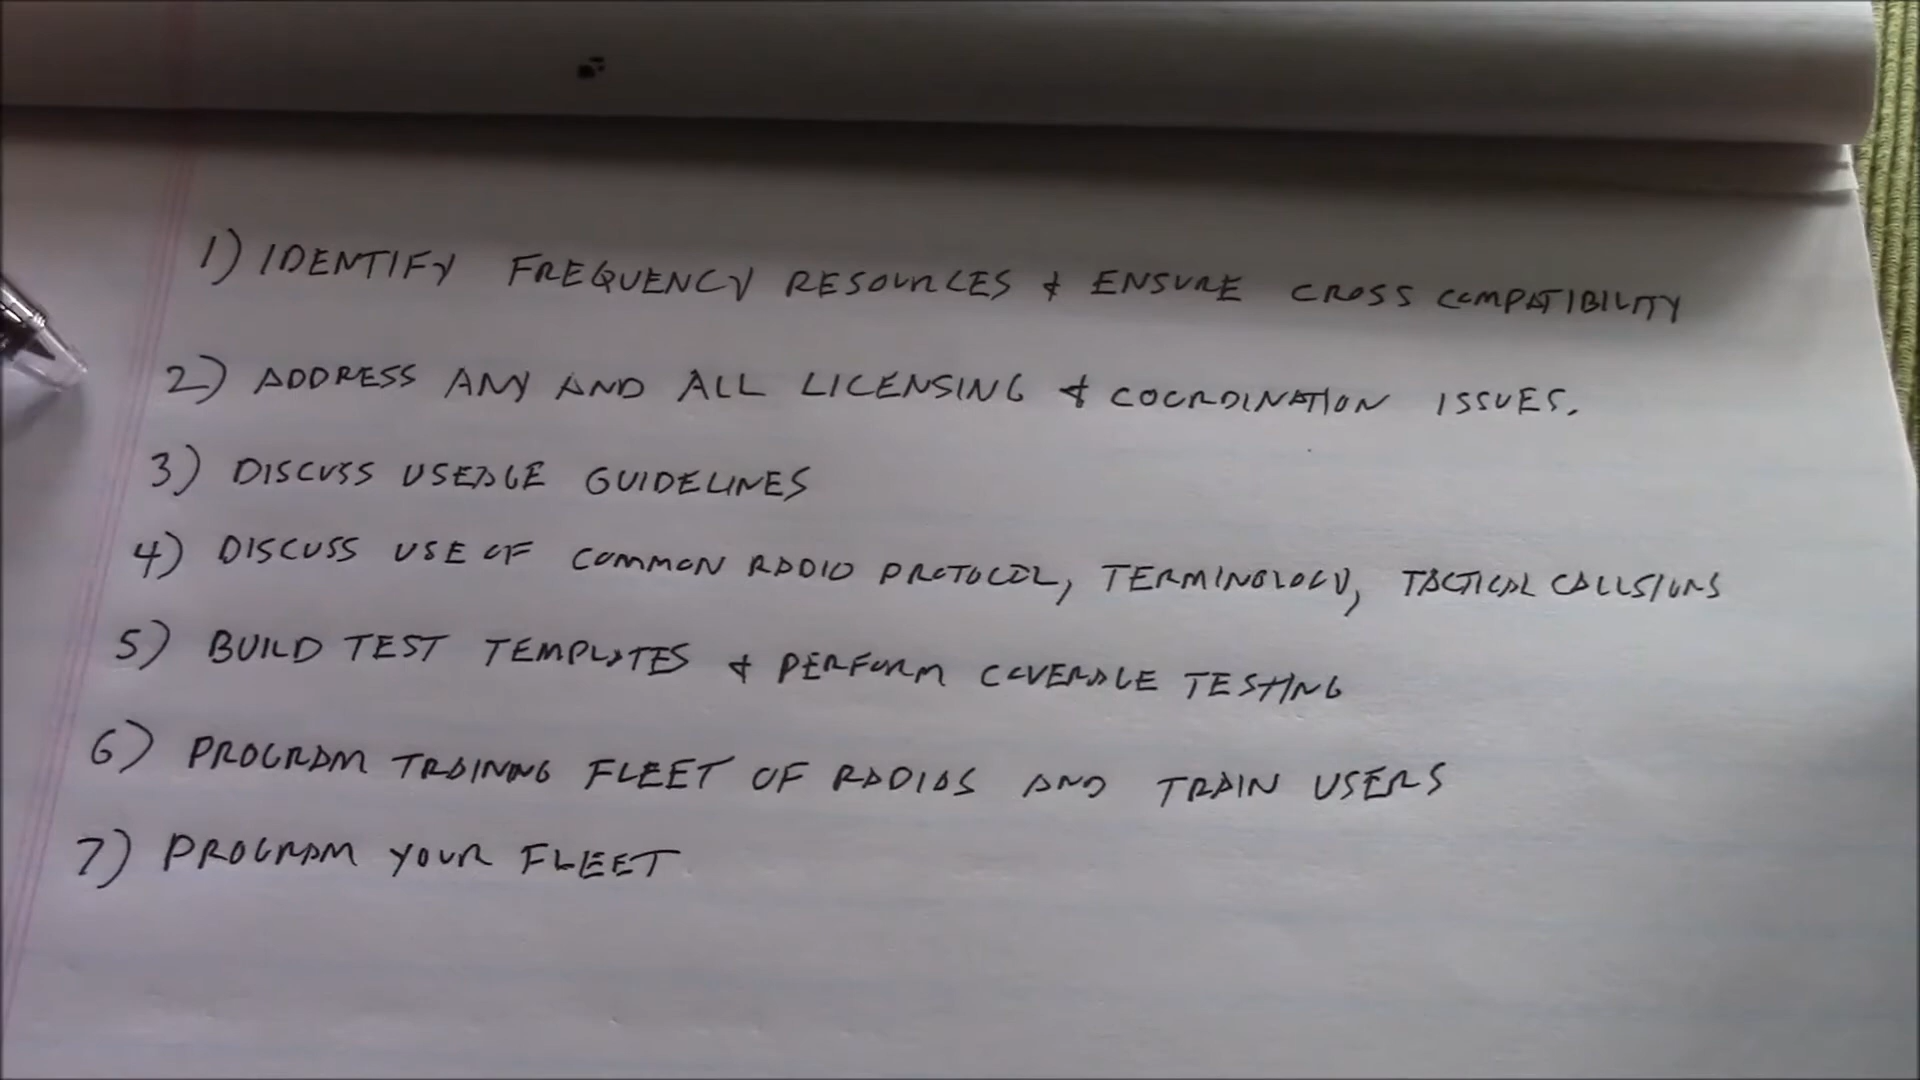 1) IDENTIFY FREQUENCY RESOURCES & ENSURE CROSS COMPATIBILITY
2) ADDRESS ANY AND ALL LICENSING & COORDINATION ISSUES.
3) DISCUSS USEAGE GUIDELINES
4) DISCUSS USE OF COMMON RADIO PROTOCOL, TERMINOLOGY, TACTICAL CALLSIGNS
5) BUILD TEST TEMPLATES & PERFORM COVERAGE TESTING
6) PROGRAM TRAINING FLEET OF RADIOS AND TRAIN USERS
7) PROGRAM YOUR FLEET